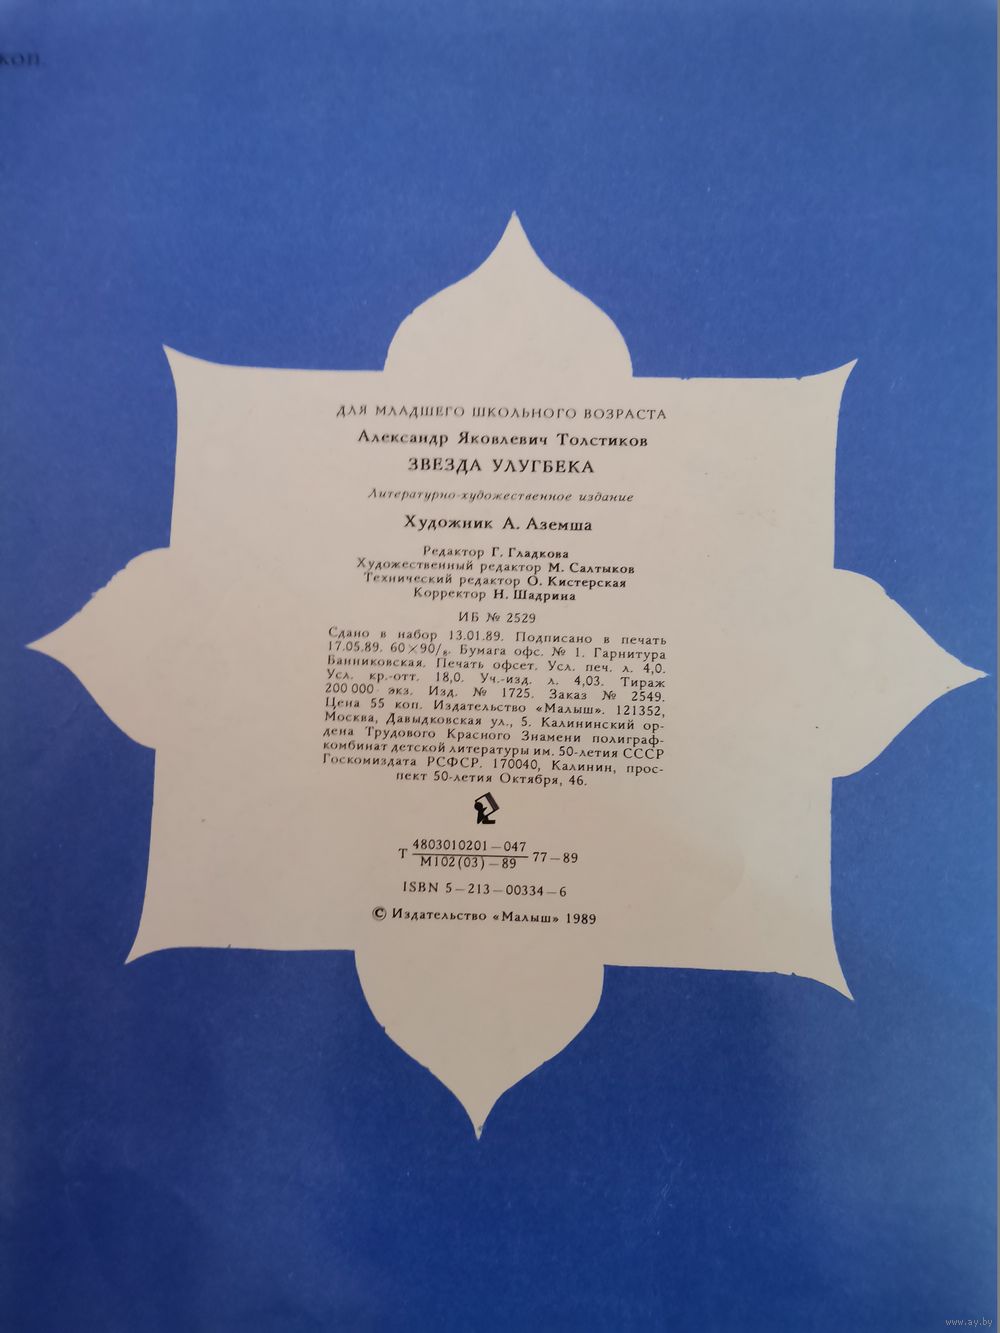 коп.
ДЛЯ МЛАДШЕГО ШКОЛЬНОГО ВОЗРАСТА
Александр Яковлевич Толстиков
ЗВЕЗДА УЛУГБЕКА
Литературно-художественное издание
Художник А. Аземша
Редактор Г. Гладкова
Художественный редактор М. Салтыков
Технический редактор О. Кистерская
Корректор Н. Шадрина
ИБ № 2529
Сдано в набор 13.01.89. Подписано в печать
17.05.89. 60×90/8. Бумага офс. № 1. Гарнитура
Банниковская. Печать офсет. Усл. печ. л. 4,0.
Усл. кр.-отт. 18,0. Уч.-изд. л. 4,03. Тираж
200 000 экз. Изд. № 1725. Заказ № 2549.
Цена 55 коп. Издательство «Малыш». 121352,
Москва, Давыдковская ул., 5. Калининский ор-
дена Трудового Красного Знамени полиграф-
комбинат детской литературы им. 50-летия СССР
Госкомиздата РСФСР. 170040, Калинин, прос-
пект 50-летия Октября, 46.
Т 4803010201—047
М102(03)—89 77—89
ISBN 5—213—00334—6
© Издательство «Малыш» 1989
www.ay.by